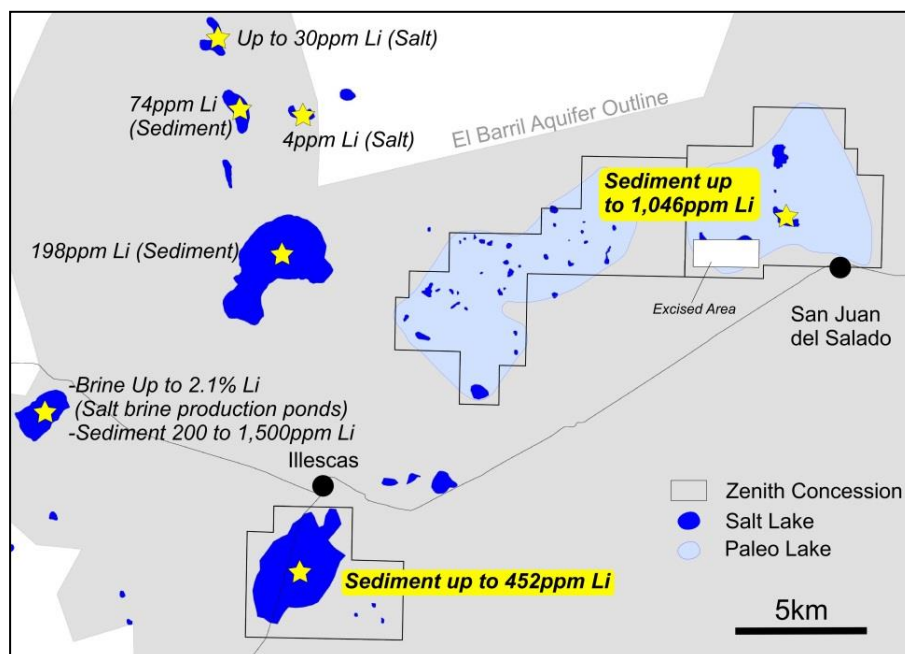 Up to 30ppm Li (Salt)
74ppm Li
(Sediment)
4ppm Li (Salt)
El Barril Aquifer Outline
Sediment up
to 1,046ppm Li
198ppm Li (Sediment)
Excised Area
San Juan
del Salado
-Brine Up to 2.1% Li
(Salt brine production ponds)
-Sediment 200 to 1,500ppm Li
Illescas
Zenith Concession
Salt Lake
Paleo Lake
Sediment up to 452ppm Li
5km